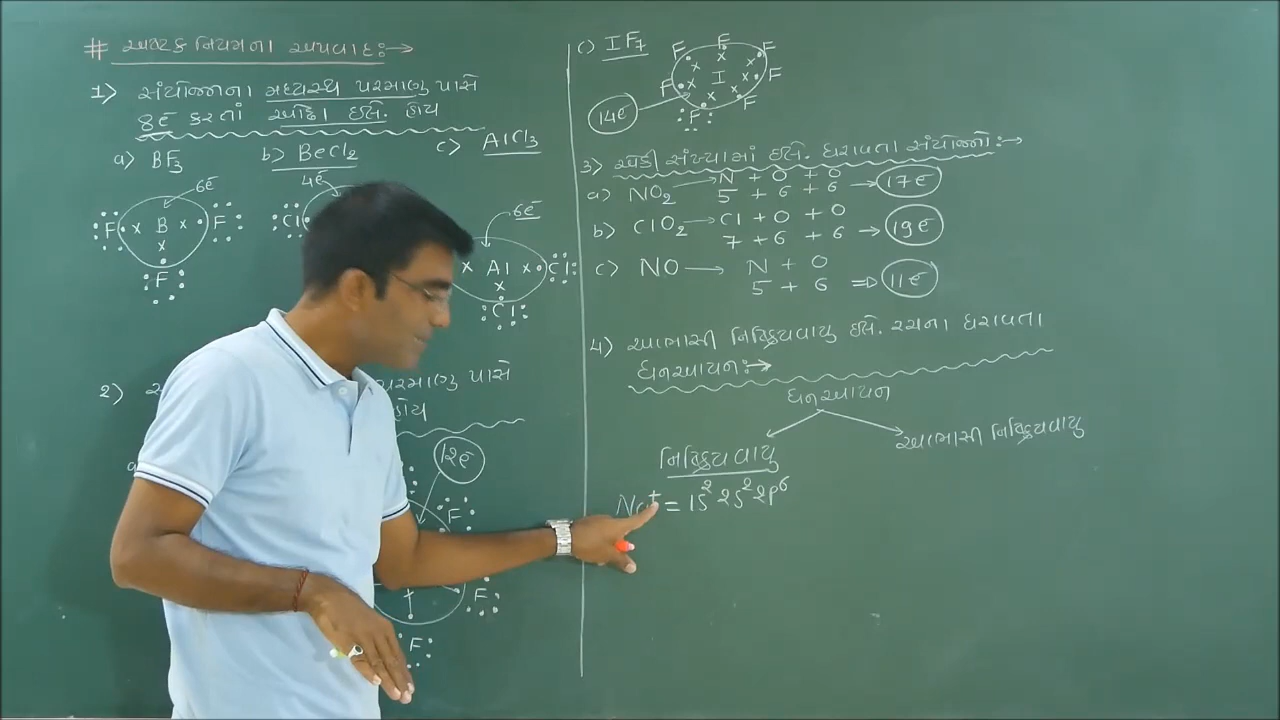 # અષ્ટક નિયમના અપવાદ:→
1) સંયોજનના મધ્યસ્થ પરમાણુ પાસે
8e⁻ કરતાં ઓછા ઇલે. હોય
a) BF₃
b) BeCl₂
c) AlCl₃
6e⁻
4e⁻
6e⁻
F B F
F
Cl
Al Cl
Cl
2)
પરમાણુ પાસે
હોય
12e⁻
F
F
F
c) IF₇
F F F
F I F
F F
14e⁻
3) એકી સંખ્યામાં ઇલે. ધરાવતા સંયોજનો:→
a) NO₂ → N + O + O
5 + 6 + 6 → 17e⁻
b) ClO₂ → Cl + O + O
7 + 6 + 6 → 19e⁻
c) NO → N + O
5 + 6 ⇒ 11e⁻
4) આભાસી નિષ્ક્રિયવાયુ ઇલે. રચના ધરાવતા
ધનઆયન:→
ધનઆયન
નિષ્ક્રિયવાયુ
આભાસી નિષ્ક્રિયવાયુ
Na⁺ = 1s² 2s² 2p⁶